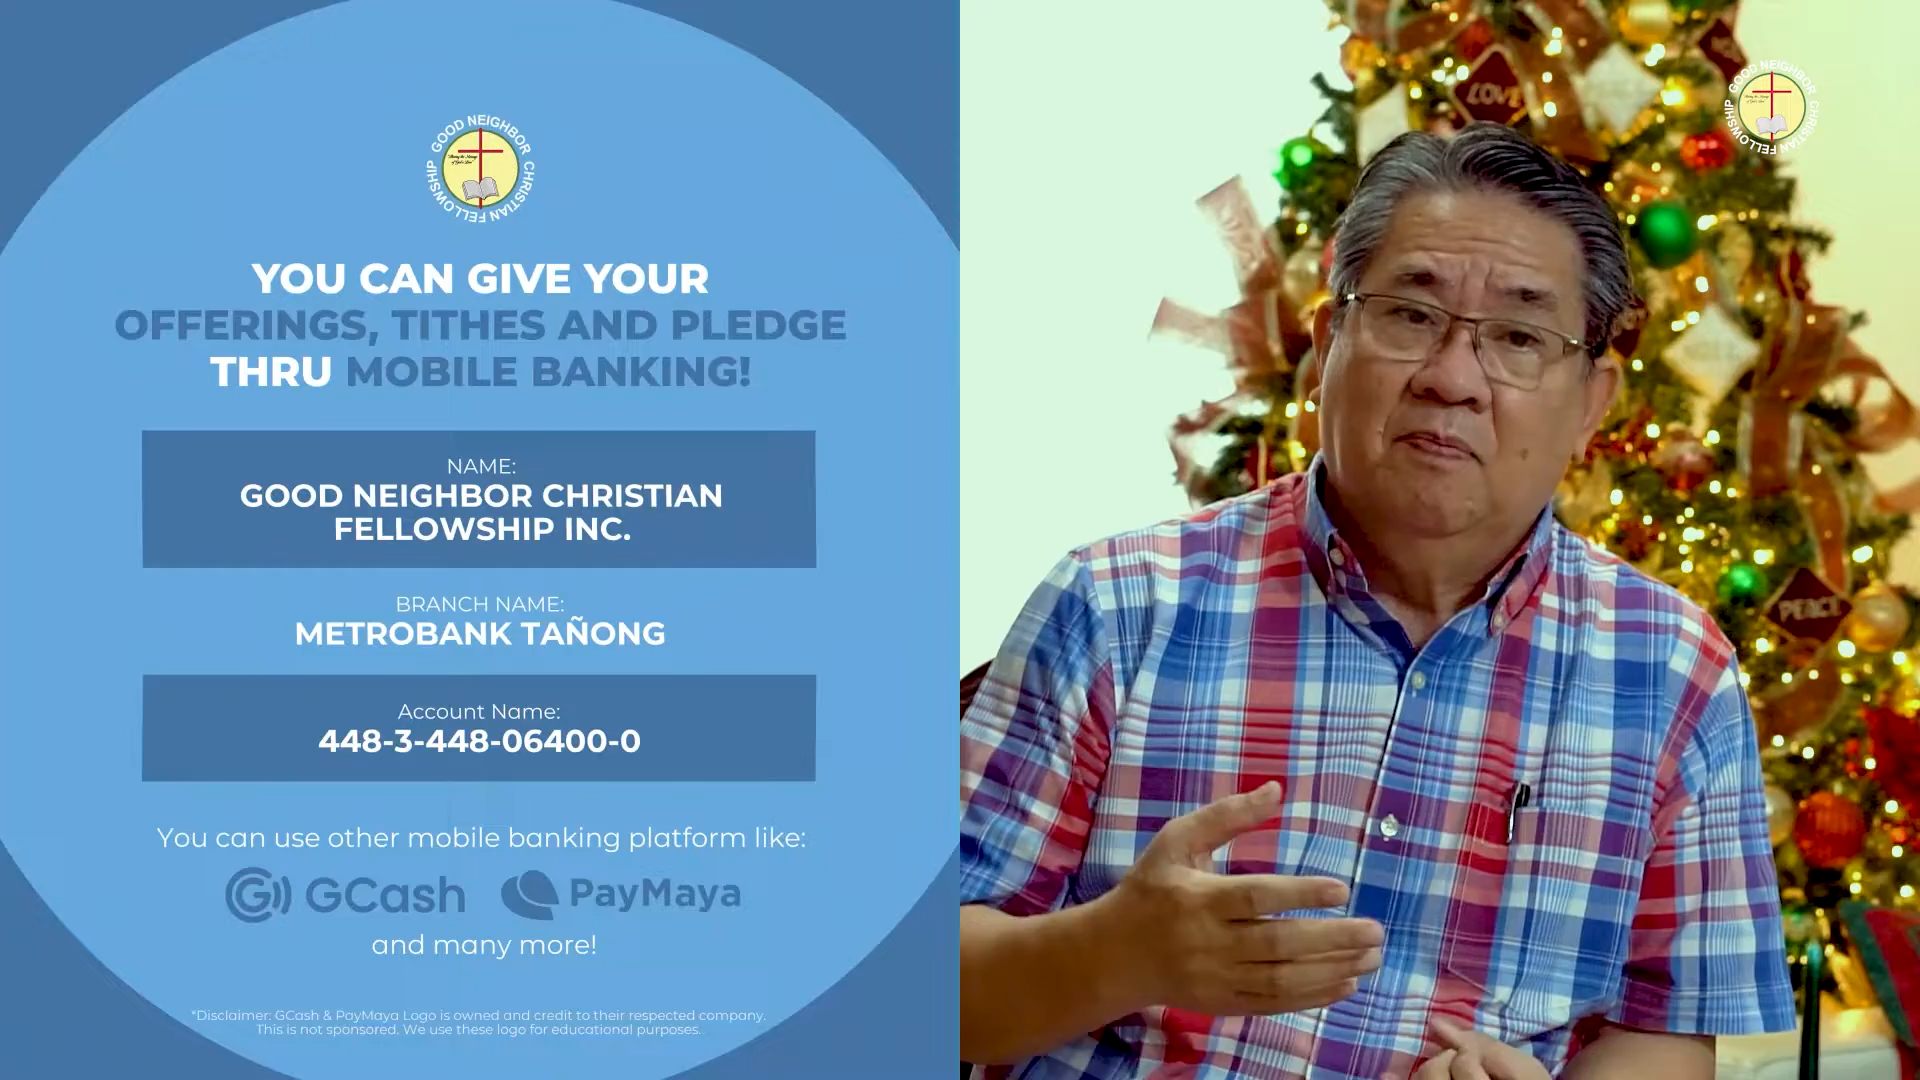 GOOD NEIGHBOR CHRISTIAN FELLOWSHIP
YOU CAN GIVE YOUR
OFFERINGS, TITHES AND PLEDGE
THRU MOBILE BANKING!
NAME:
GOOD NEIGHBOR CHRISTIAN
FELLOWSHIP INC.
BRANCH NAME:
METROBANK TAÑONG
Account Name:
448-3-448-06400-0
You can use other mobile banking platform like:
GCash PayMaya
and many more!
*Disclaimer: GCash & PayMaya Logo is owned and credit to their respected company.
This is not sponsored. We use these logo for educational purposes.
GOOD NEIGHBOR CHRISTIAN FELLOWSHIP
LOVE
PEACE